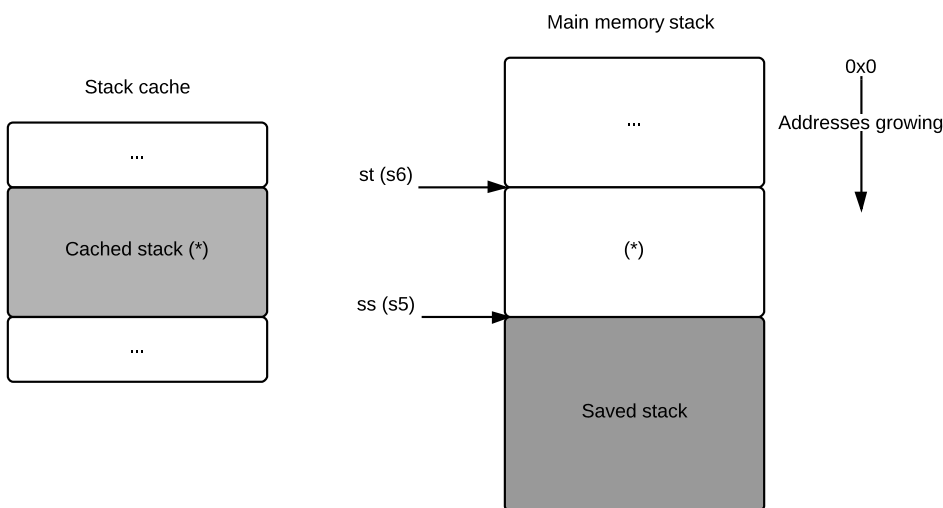 Main memory stack
0x0
Stack cache
...
Addresses growing
...
st (s6)
Cached stack (*)
(*)
ss (s5)
...
Saved stack